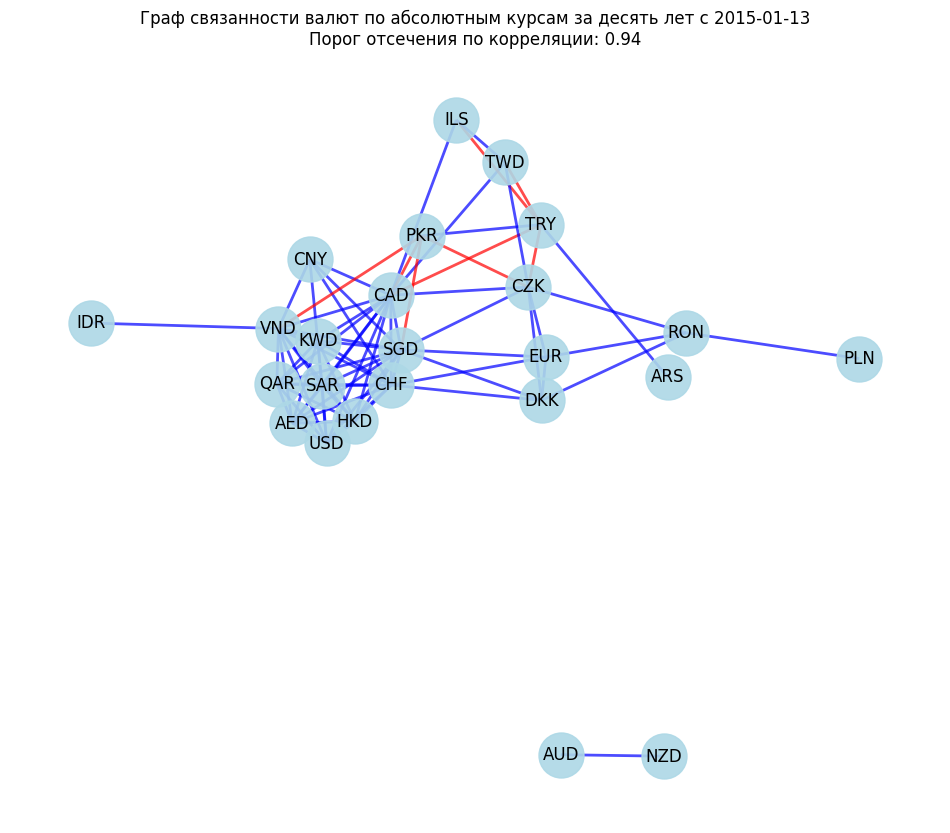 Граф связанности валют по абсолютным курсам за десять лет с 2015-01-13
Порог отсечения по корреляции: 0.94
ILS
TWD
TRY
PKR
CNY
CZK
CAD
IDR
VND
KWD
RON
SGD
EUR
PLN
ARS
QAR
SAR
CHF
DKK
AED
HKD
USD
AUD
NZD